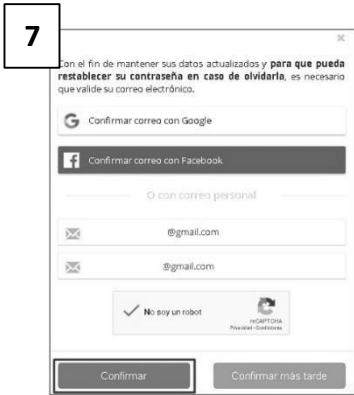 7
Con el fin de mantener sus datos actualizados y para que pueda
restablecer su contraseña en caso de olvidarla, es necesario
que valide su correo electrónico.
G Confirmar correo con Google
f Confirmar correo con Facebook
O con correo personal
@gmail.com
@gmail.com
No soy un robot
reCAPTCHA
Privacidad - Condiciones
Confirmar
Confirmar más tarde